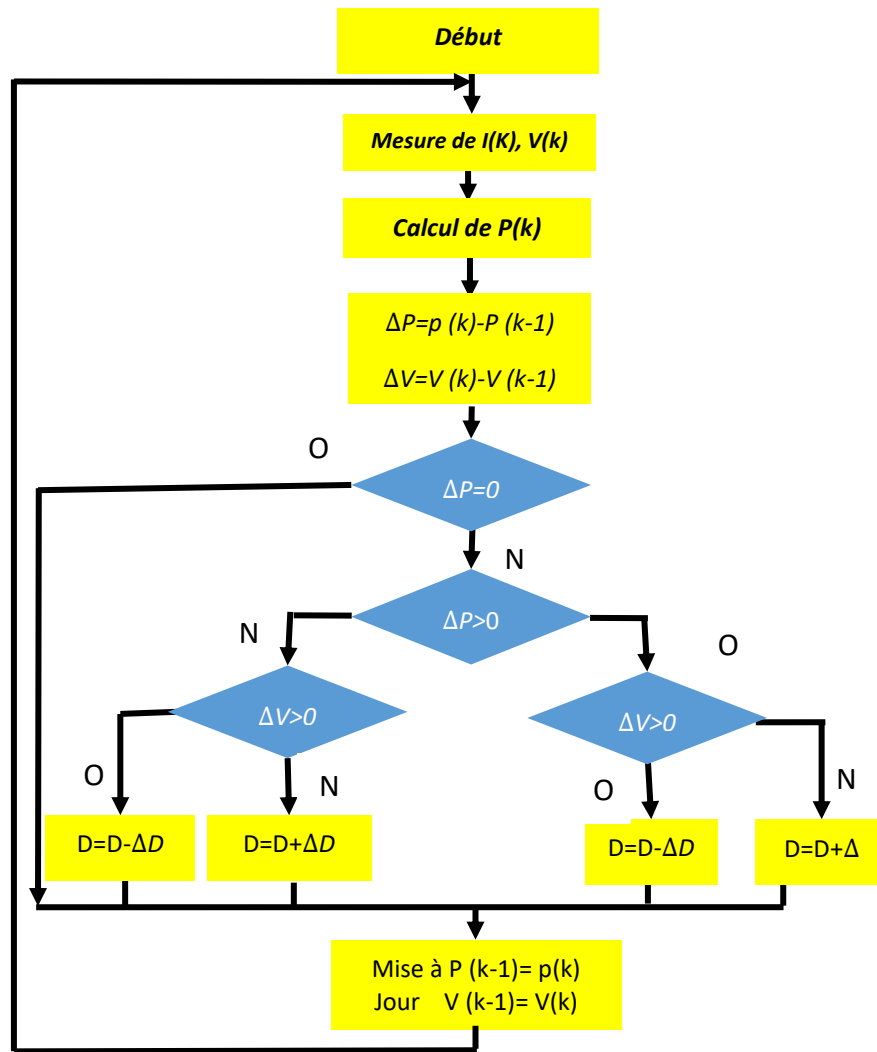 Début
Mesure de I(K), V(k)
Calcul de P(k)
ΔP=p (k)-P (k-1)
ΔV=V (k)-V (k-1)
O
ΔP=0
N
ΔP>0
N
O
ΔV>0
ΔV>0
O
N
O
N
D=D-ΔD
D=D+ΔD
D=D-ΔD
D=D+Δ
Mise à P (k-1)= p(k)
Jour V (k-1)= V(k)